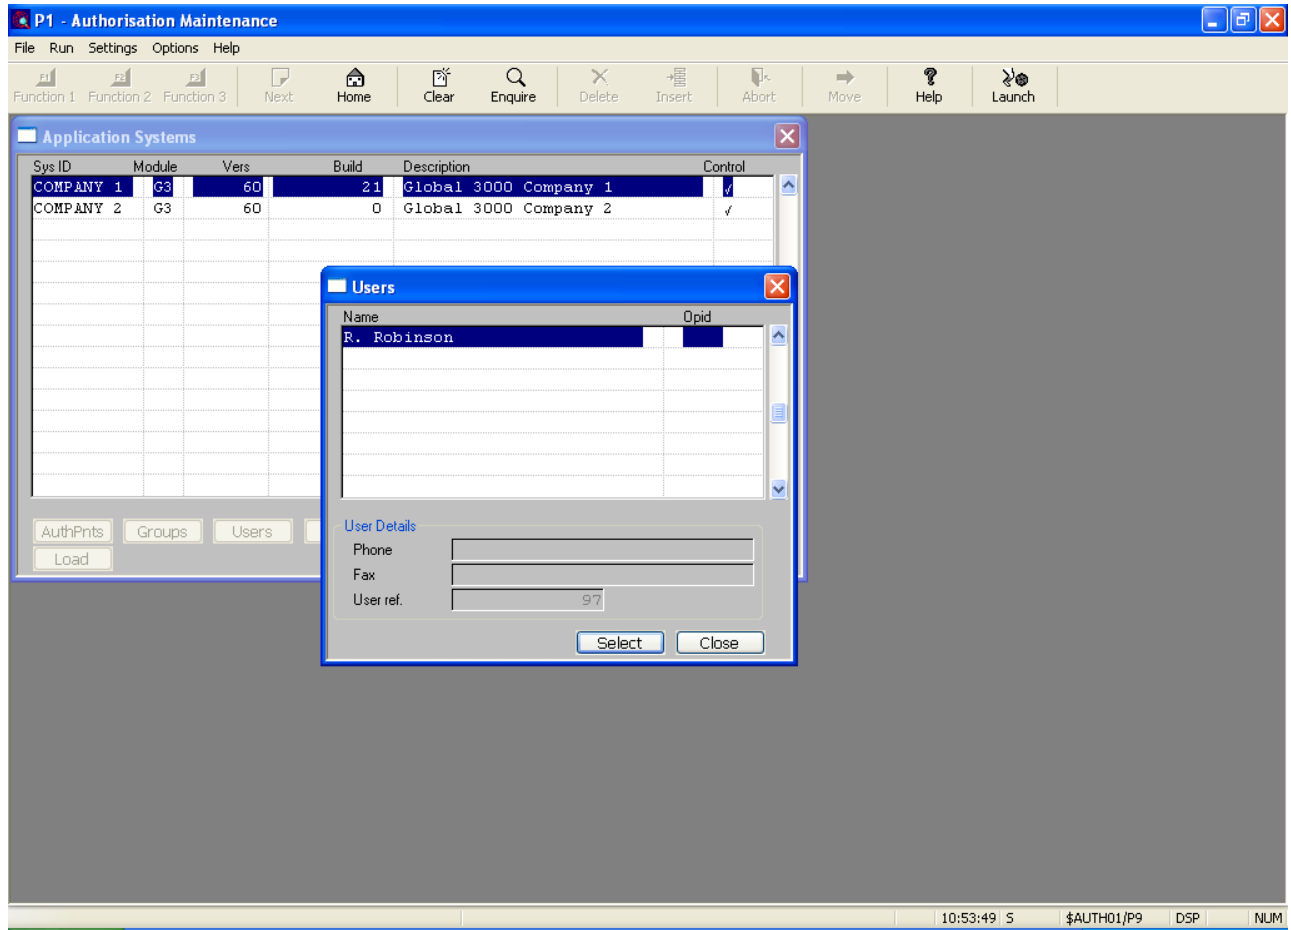 P1 - Authorisation Maintenance
File Run Settings Options Help
F1 F2 F3
Function 1 Function 2 Function 3 Next Home Clear Enquire Delete Insert Abort Move Help Launch
Application Systems
Sys ID Module Vers Build Description Control
COMPANY 1 G3 60 21 Global 3000 Company 1 √
COMPANY 2 G3 60 0 Global 3000 Company 2 √
Users
Name Opid
R. Robinson
AuthPnts Groups Users
Load
User Details
Phone
Fax
User ref. 97
Select Close
10:53:49 S $AUTH01/P9 DSP NUM